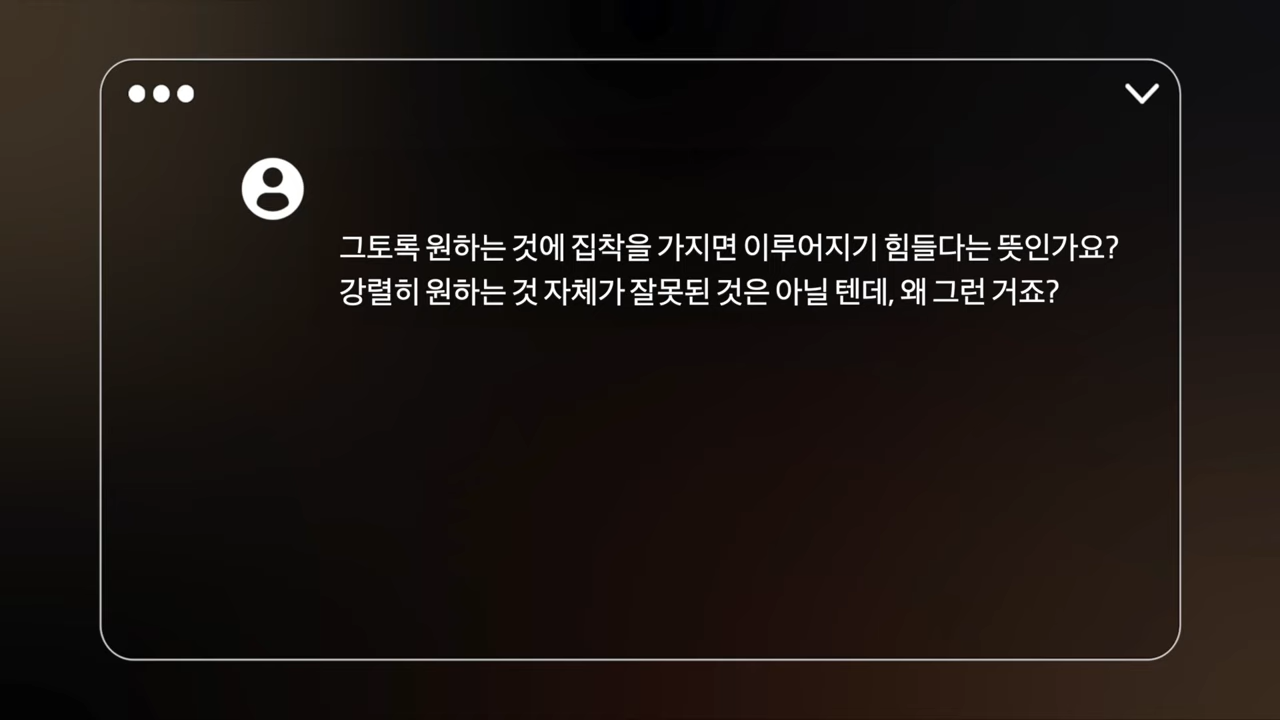 그토록 원하는 것에 집착을 가지면 이루어지기 힘들다는 뜻인가요?
강렬히 원하는 것 자체가 잘못된 것은 아닐 텐데, 왜 그런 거죠?